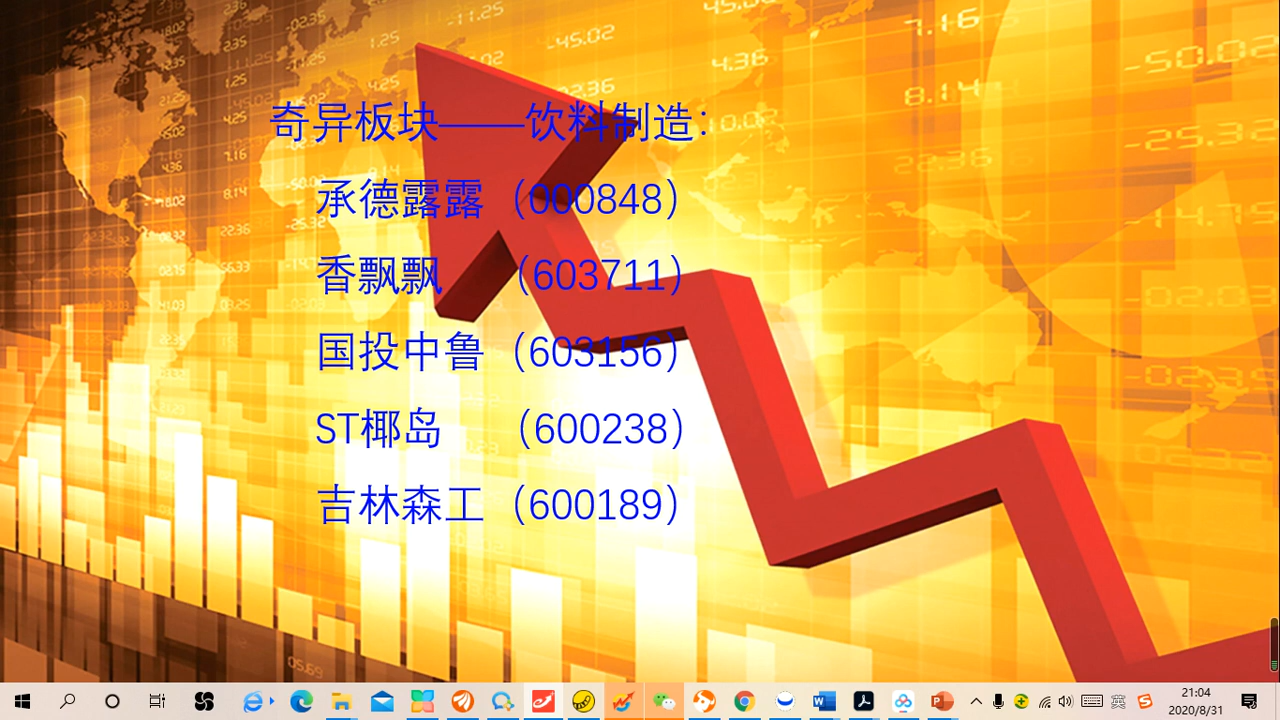 奇异板块——饮料制造：
承德露露（000848）
香飘飘 （603711）
国投中鲁（603156）
ST椰岛 （600238）
吉林森工（600189）
21:04
2020/8/31